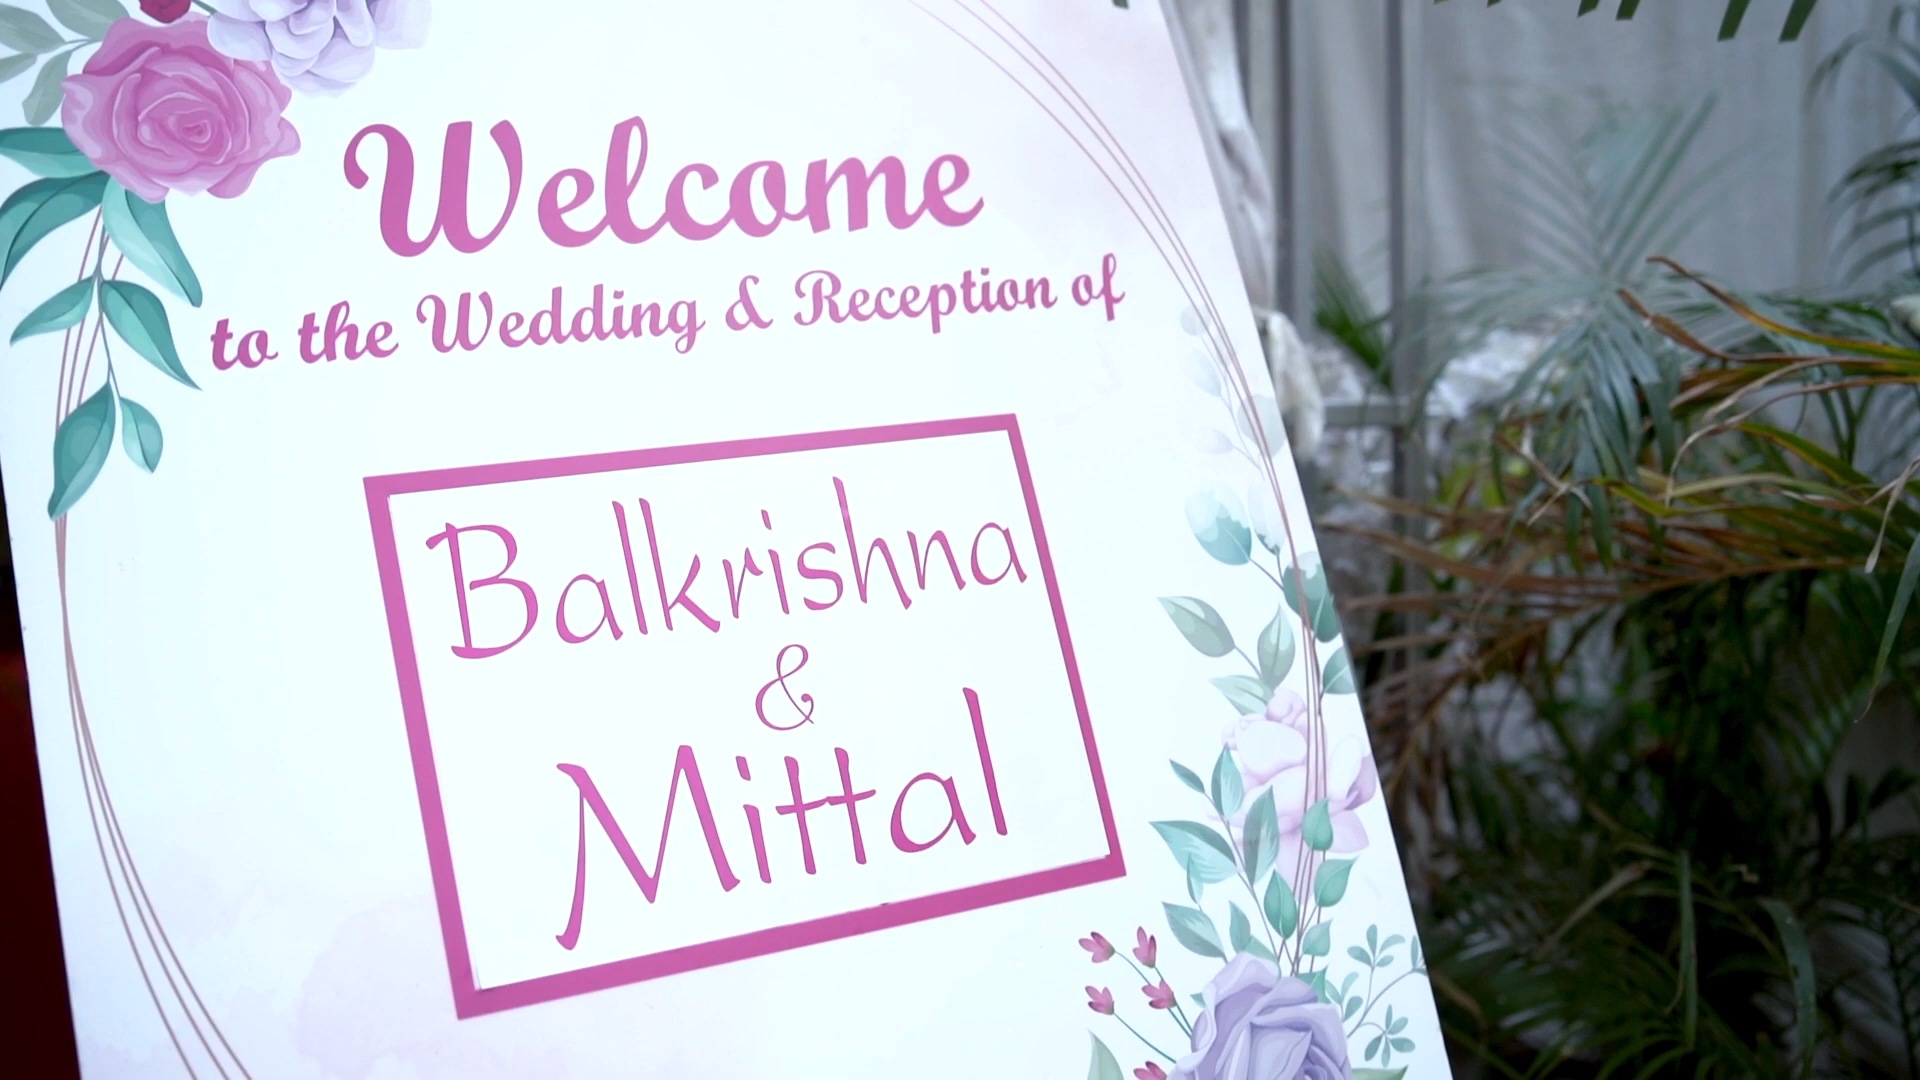 Welcome
to the Wedding & Reception of
Balkrishna
&
Mittal